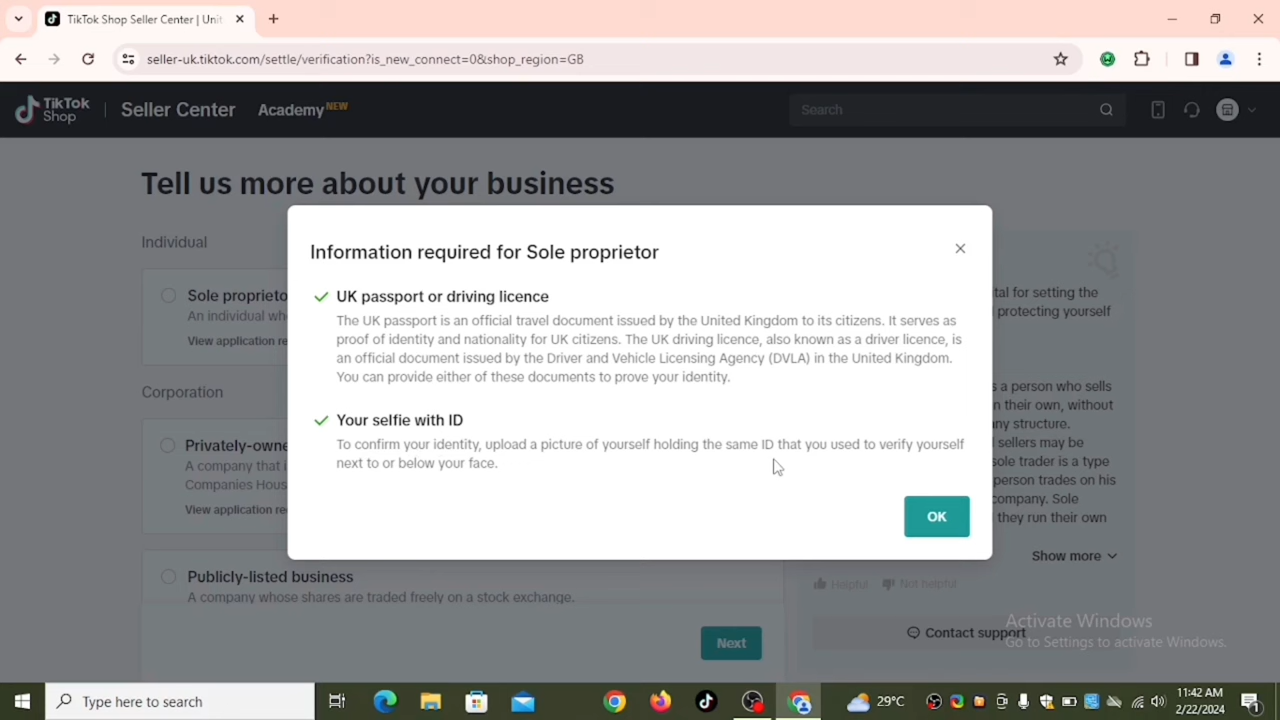 TikTok Shop Seller Center | Unit
seller-uk.tiktok.com/settle/verification?is_new_connect=0&shop_region=GB
TikTok Shop
Seller Center
Academy NEW
Search
Tell us more about your business
Individual
Sole proprieto
An individual wh
View application re
Corporation
Privately-owne
A company that i
Companies Hous
View application re
Publicly-listed business
A company whose shares are traded freely on a stock exchange.
Next
Information required for Sole proprietor
UK passport or driving licence
The UK passport is an official travel document issued by the United Kingdom to its citizens. It serves as
proof of identity and nationality for UK citizens. The UK driving licence, also known as a driver licence, is
an official document issued by the Driver and Vehicle Licensing Agency (DVLA) in the United Kingdom.
You can provide either of these documents to prove your identity.
Your selfie with ID
To confirm your identity, upload a picture of yourself holding the same ID that you used to verify yourself
next to or below your face.
OK
ital for setting the
protecting yourself
s a person who sells
n their own, without
ny structure.
sellers may be
sole trader is a type
person trades on his
company. Sole
they run their own
Show more
Helpful
Not helpful
Contact support
Activate Windows
Go to Settings to activate Windows.
Type here to search
29°C
11:42 AM
2/22/2024
1